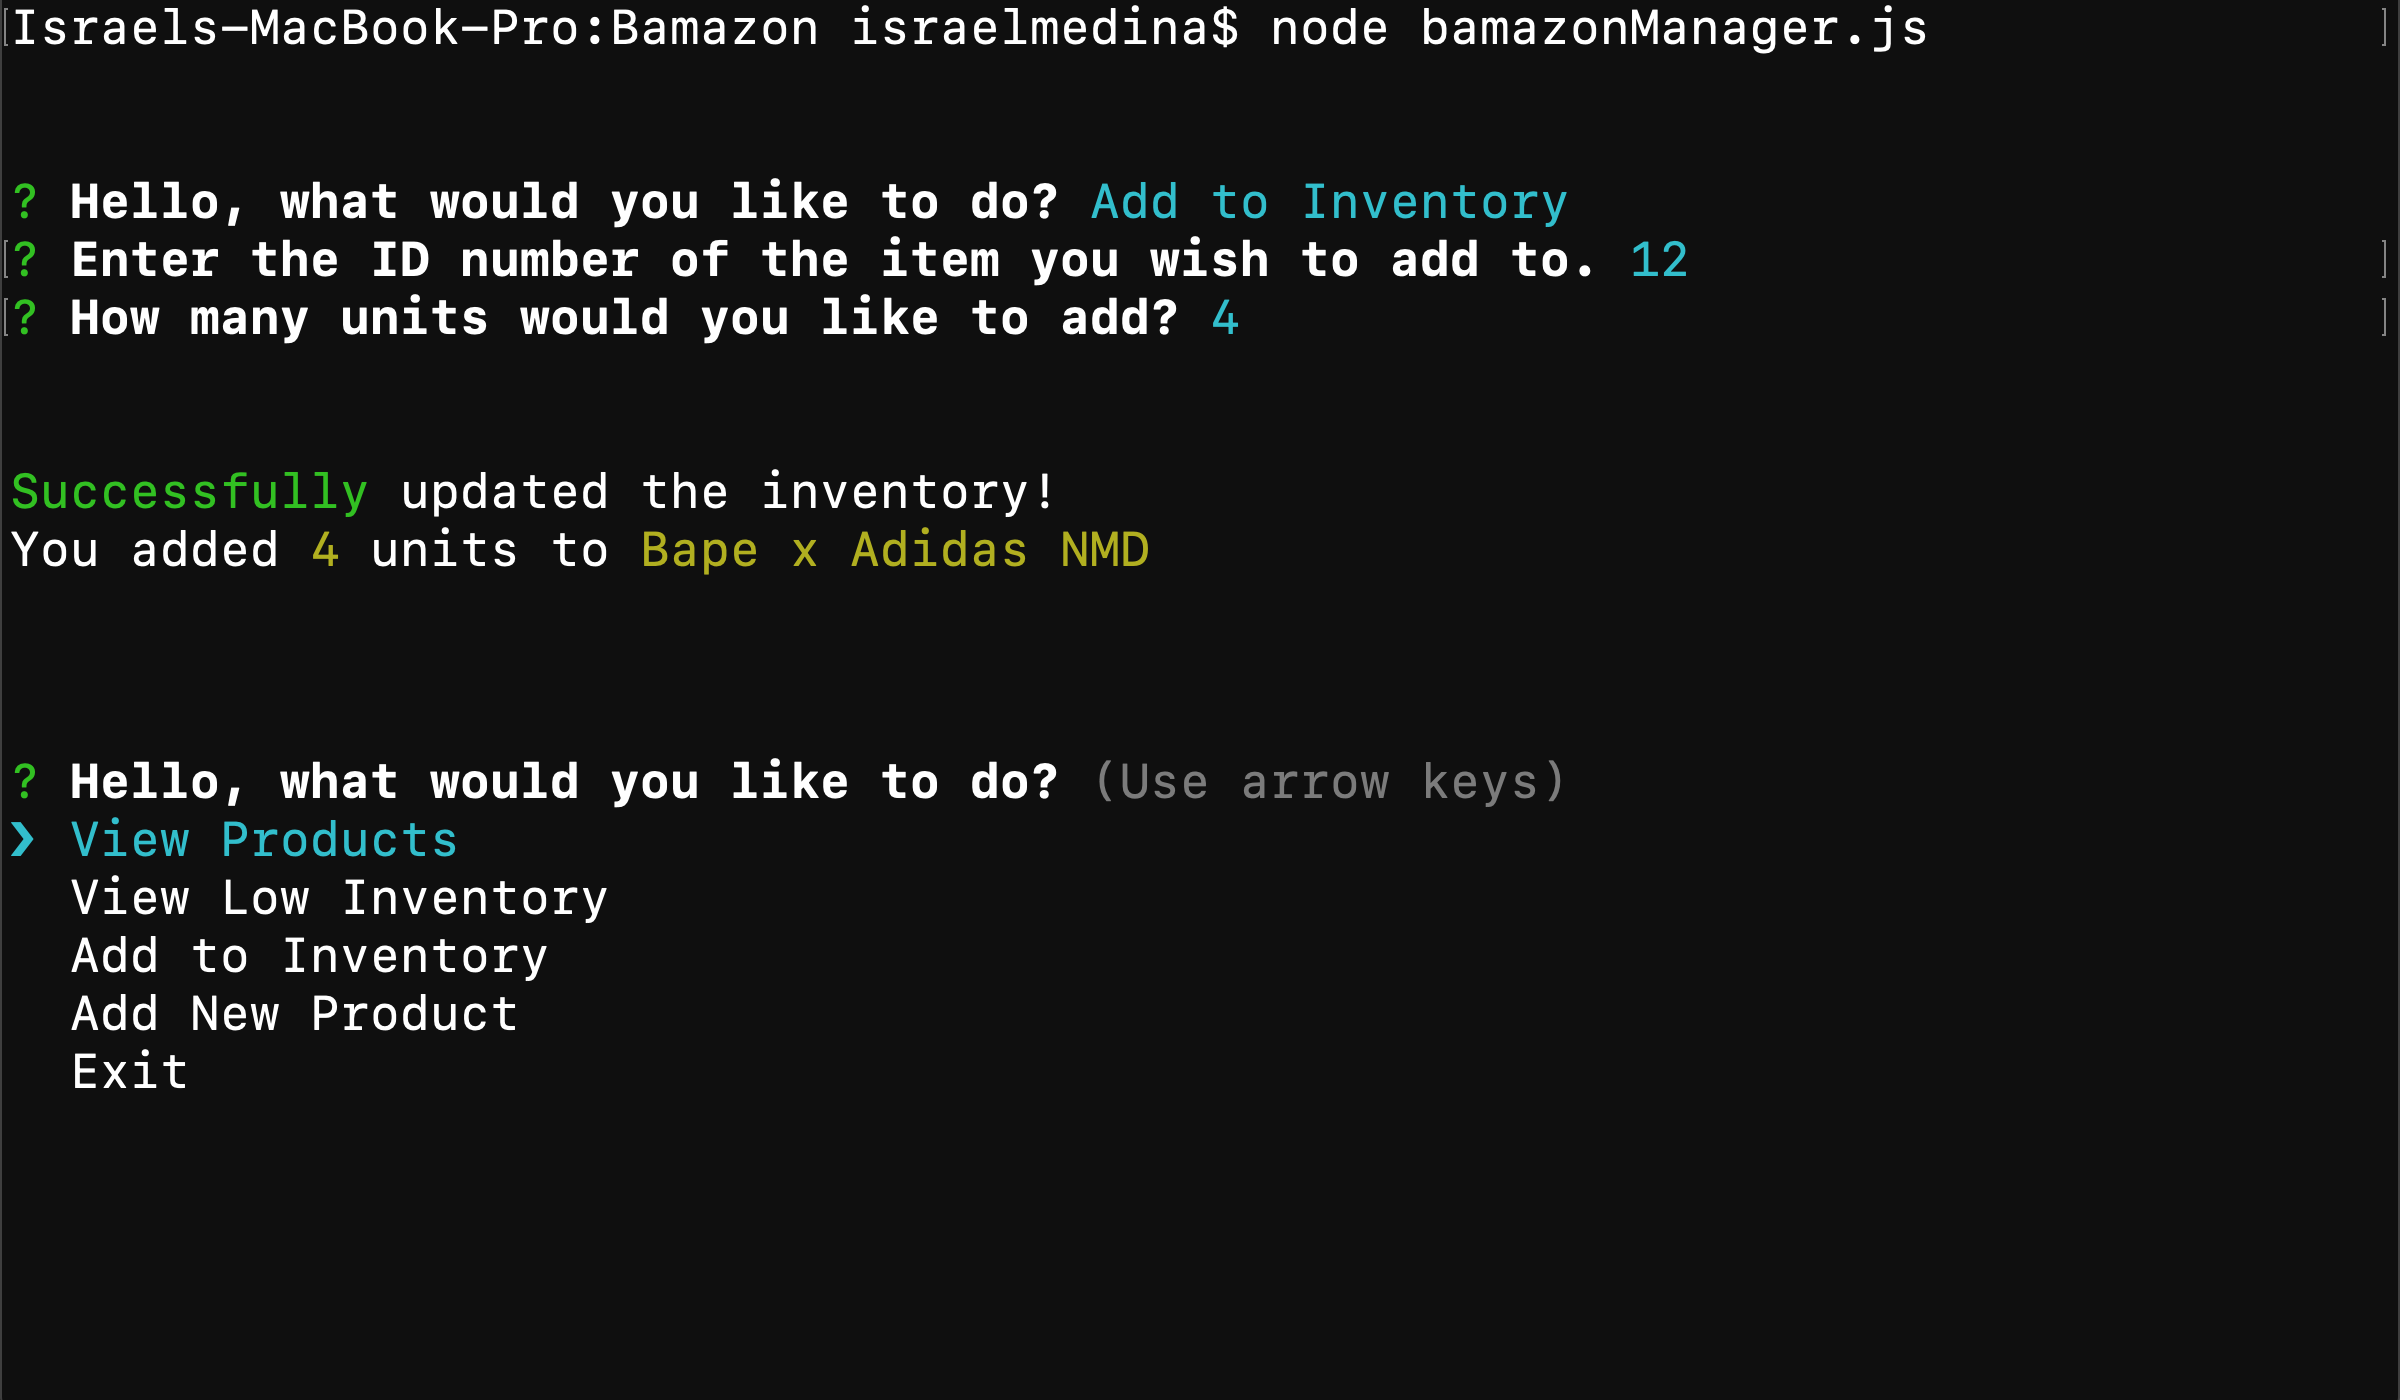 [Israels-MacBook-Pro:Bamazon israelmedina$ node bamazonManager.js ]
? Hello, what would you like to do? Add to Inventory
[? Enter the ID number of the item you wish to add to. 12 ]
[? How many units would you like to add? 4 ]
Successfully updated the inventory!
You added 4 units to Bape x Adidas NMD
? Hello, what would you like to do? (Use arrow keys)
❯ View Products
View Low Inventory
Add to Inventory
Add New Product
Exit